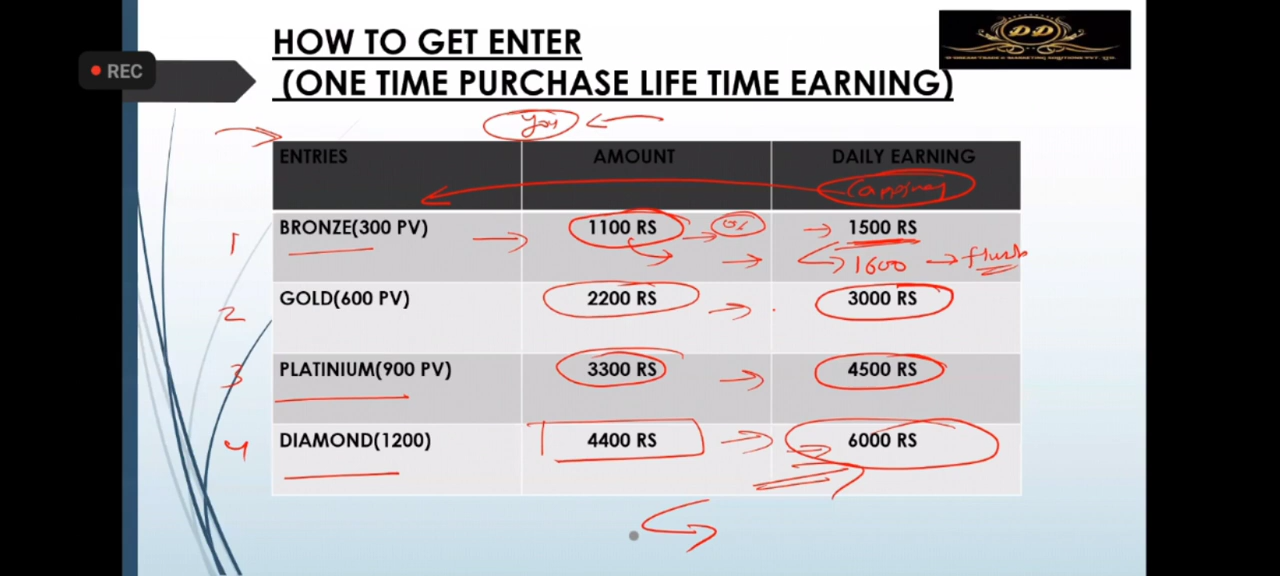 HOW TO GET ENTER
(ONE TIME PURCHASE LIFE TIME EARNING)
DD
REC
You
ENTRIES AMOUNT DAILY EARNING
Capping
1 BRONZE(300 PV) 1100 RS 1500 RS
1600 flush
2 GOLD(600 PV) 2200 RS 3000 RS
3 PLATINIUM(900 PV) 3300 RS 4500 RS
4 DIAMOND(1200) 4400 RS 6000 RS